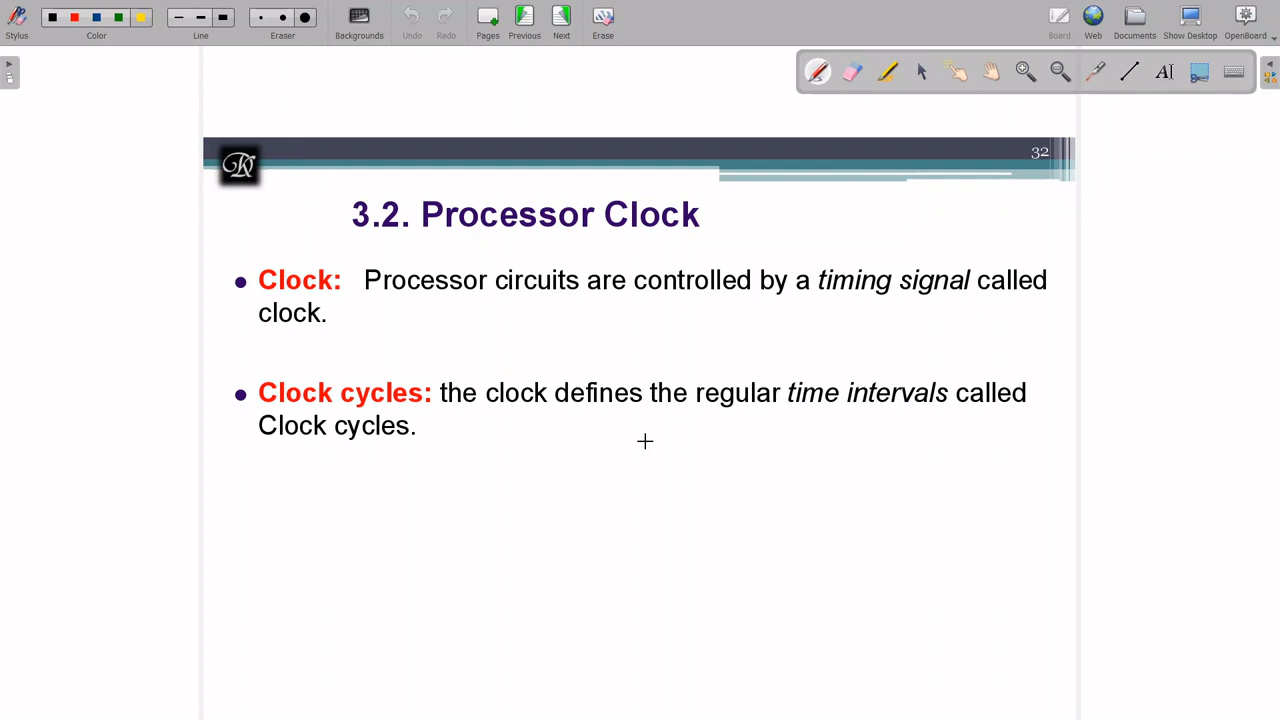 Stylus Color Line Eraser Backgrounds Undo Redo Pages Previous Next Erase Board Web Documents Show Desktop OpenBoard
32
3.2. Processor Clock
Clock: Processor circuits are controlled by a timing signal called
clock.
Clock cycles: the clock defines the regular time intervals called
Clock cycles.